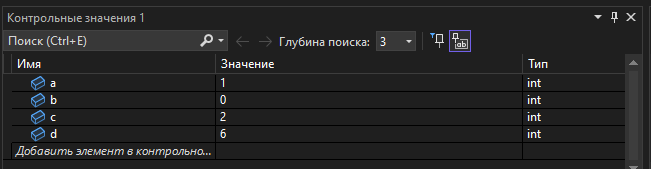 Контрольные значения 1
Поиск (Ctrl+E) Глубина поиска: 3
Имя Значение Тип
a 1 int
b 0 int
c 2 int
d 6 int
Добавить элемент в контрольно...